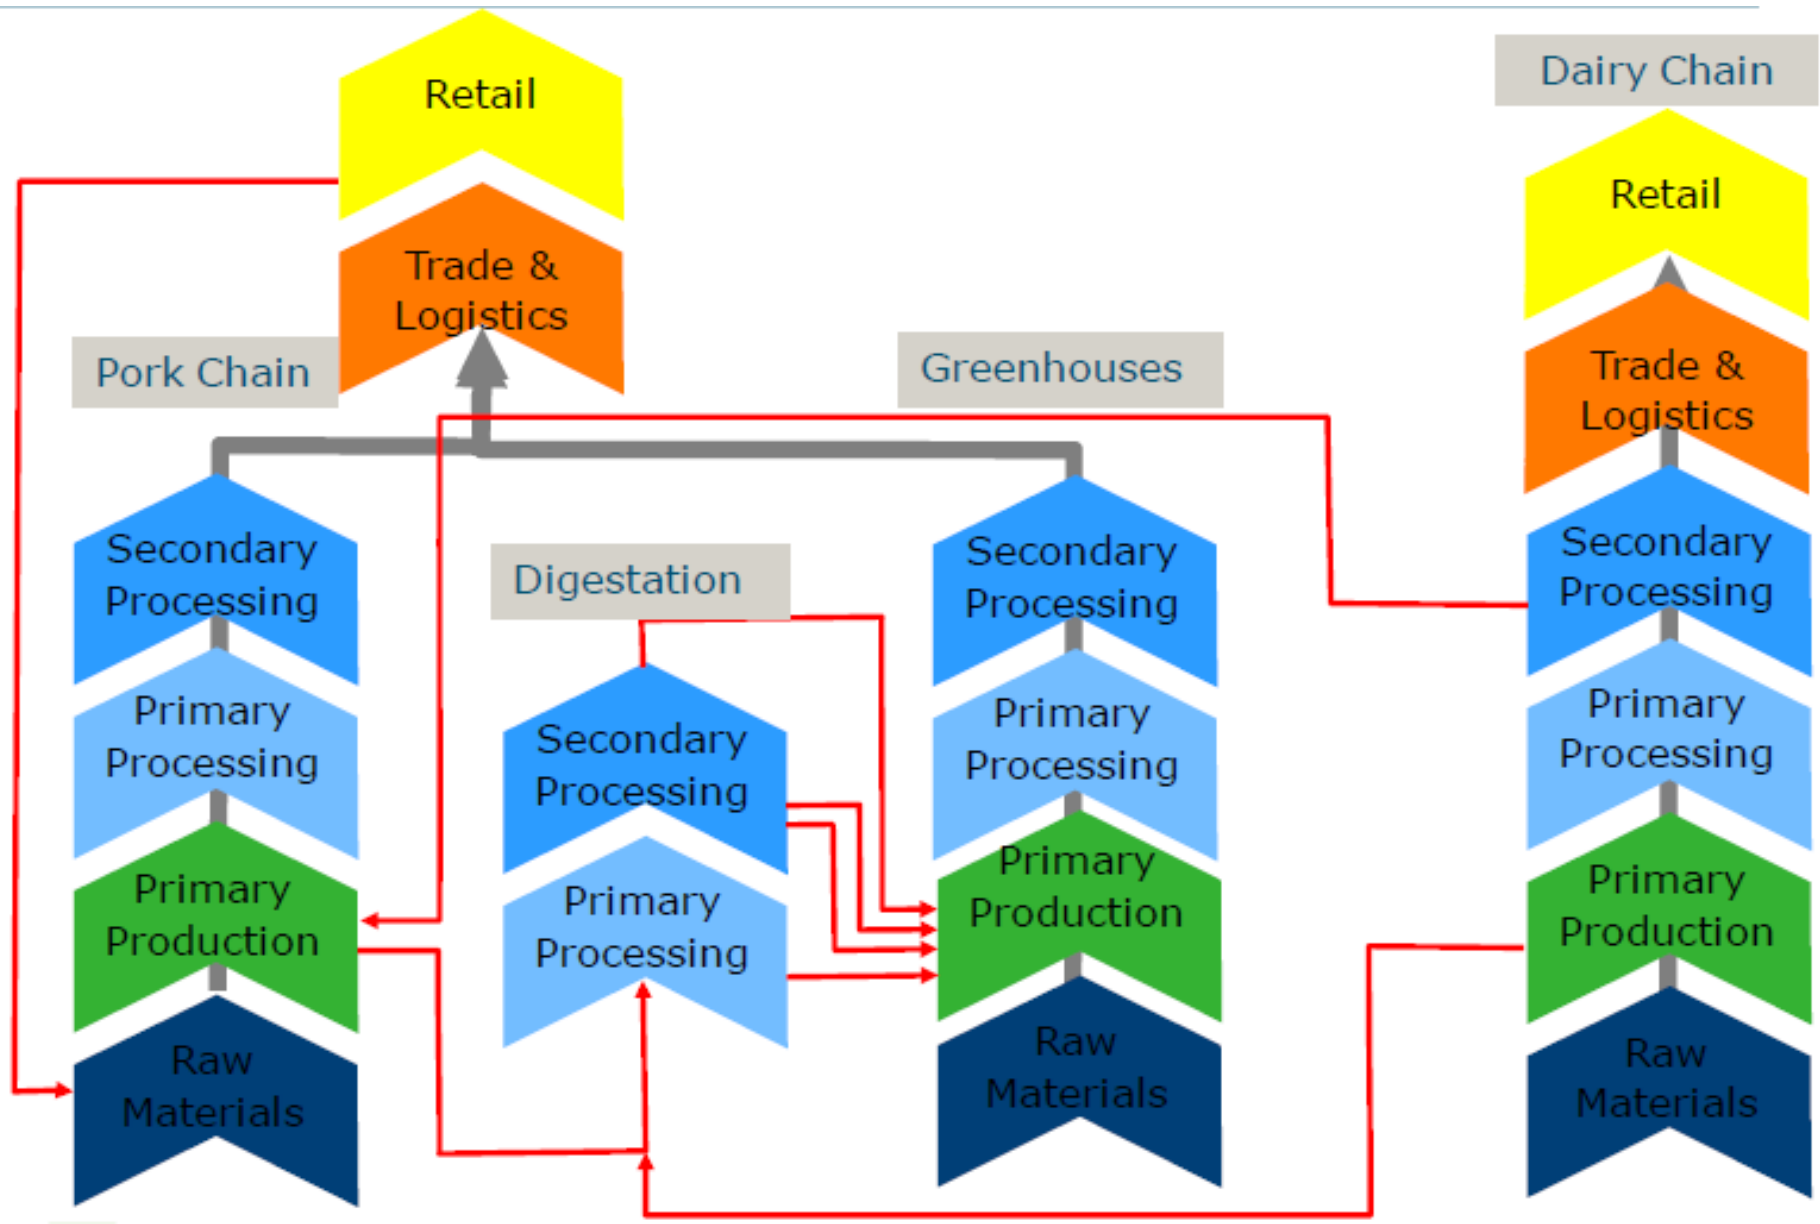 Retail
Trade &
Logistics
Pork Chain
Secondary
Processing
Primary
Processing
Primary
Production
Raw
Materials
Digestation
Secondary
Processing
Primary
Processing
Greenhouses
Secondary
Processing
Primary
Processing
Primary
Production
Raw
Materials
Dairy Chain
Retail
Trade &
Logistics
Secondary
Processing
Primary
Processing
Primary
Production
Raw
Materials